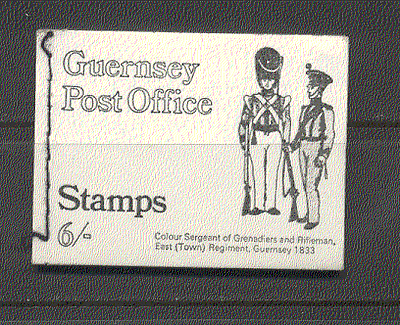 Guernsey
Post Office
Stamps
6/-
Colour Sergeant of Grenadiers and Rifleman,
East (Town) Regiment, Guernsey 1833